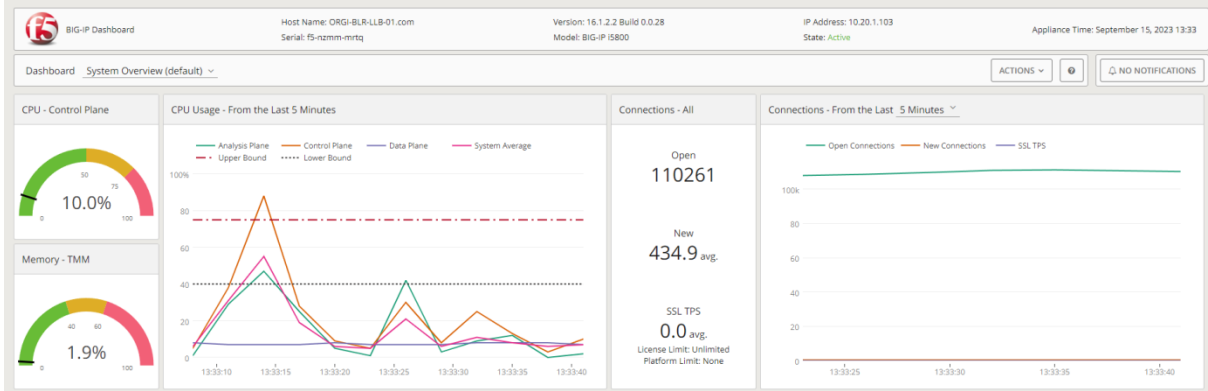 f5
BIG-IP Dashboard
Host Name: ORGI-BLR-LLB-01.com
Serial: f5-nzmm-mrtq
Version: 16.1.2.2 Build 0.0.28
Model: BIG-IP i5800
IP Address: 10.20.1.103
State: Active
Appliance Time: September 15, 2023 13:33
Dashboard System Overview (default)
ACTIONS
?
NO NOTIFICATIONS
CPU - Control Plane
50
75
10.0%
0
100
Memory - TMM
40 60
1.9%
0
100
CPU Usage - From the Last 5 Minutes
Analysis Plane Control Plane Data Plane System Average
Upper Bound Lower Bound
100%
80
60
40
20
0
13:33:10 13:33:15 13:33:20 13:33:25 13:33:30 13:33:35 13:33:40
Connections - All
Open
110261
New
434.9 avg.
SSL TPS
0.0 avg.
License Limit: Unlimited
Platform Limit: None
Connections - From the Last 5 Minutes
Open Connections New Connections SSL TPS
100k
80
60
40
20
0
13:33:25 13:33:30 13:33:35 13:33:40